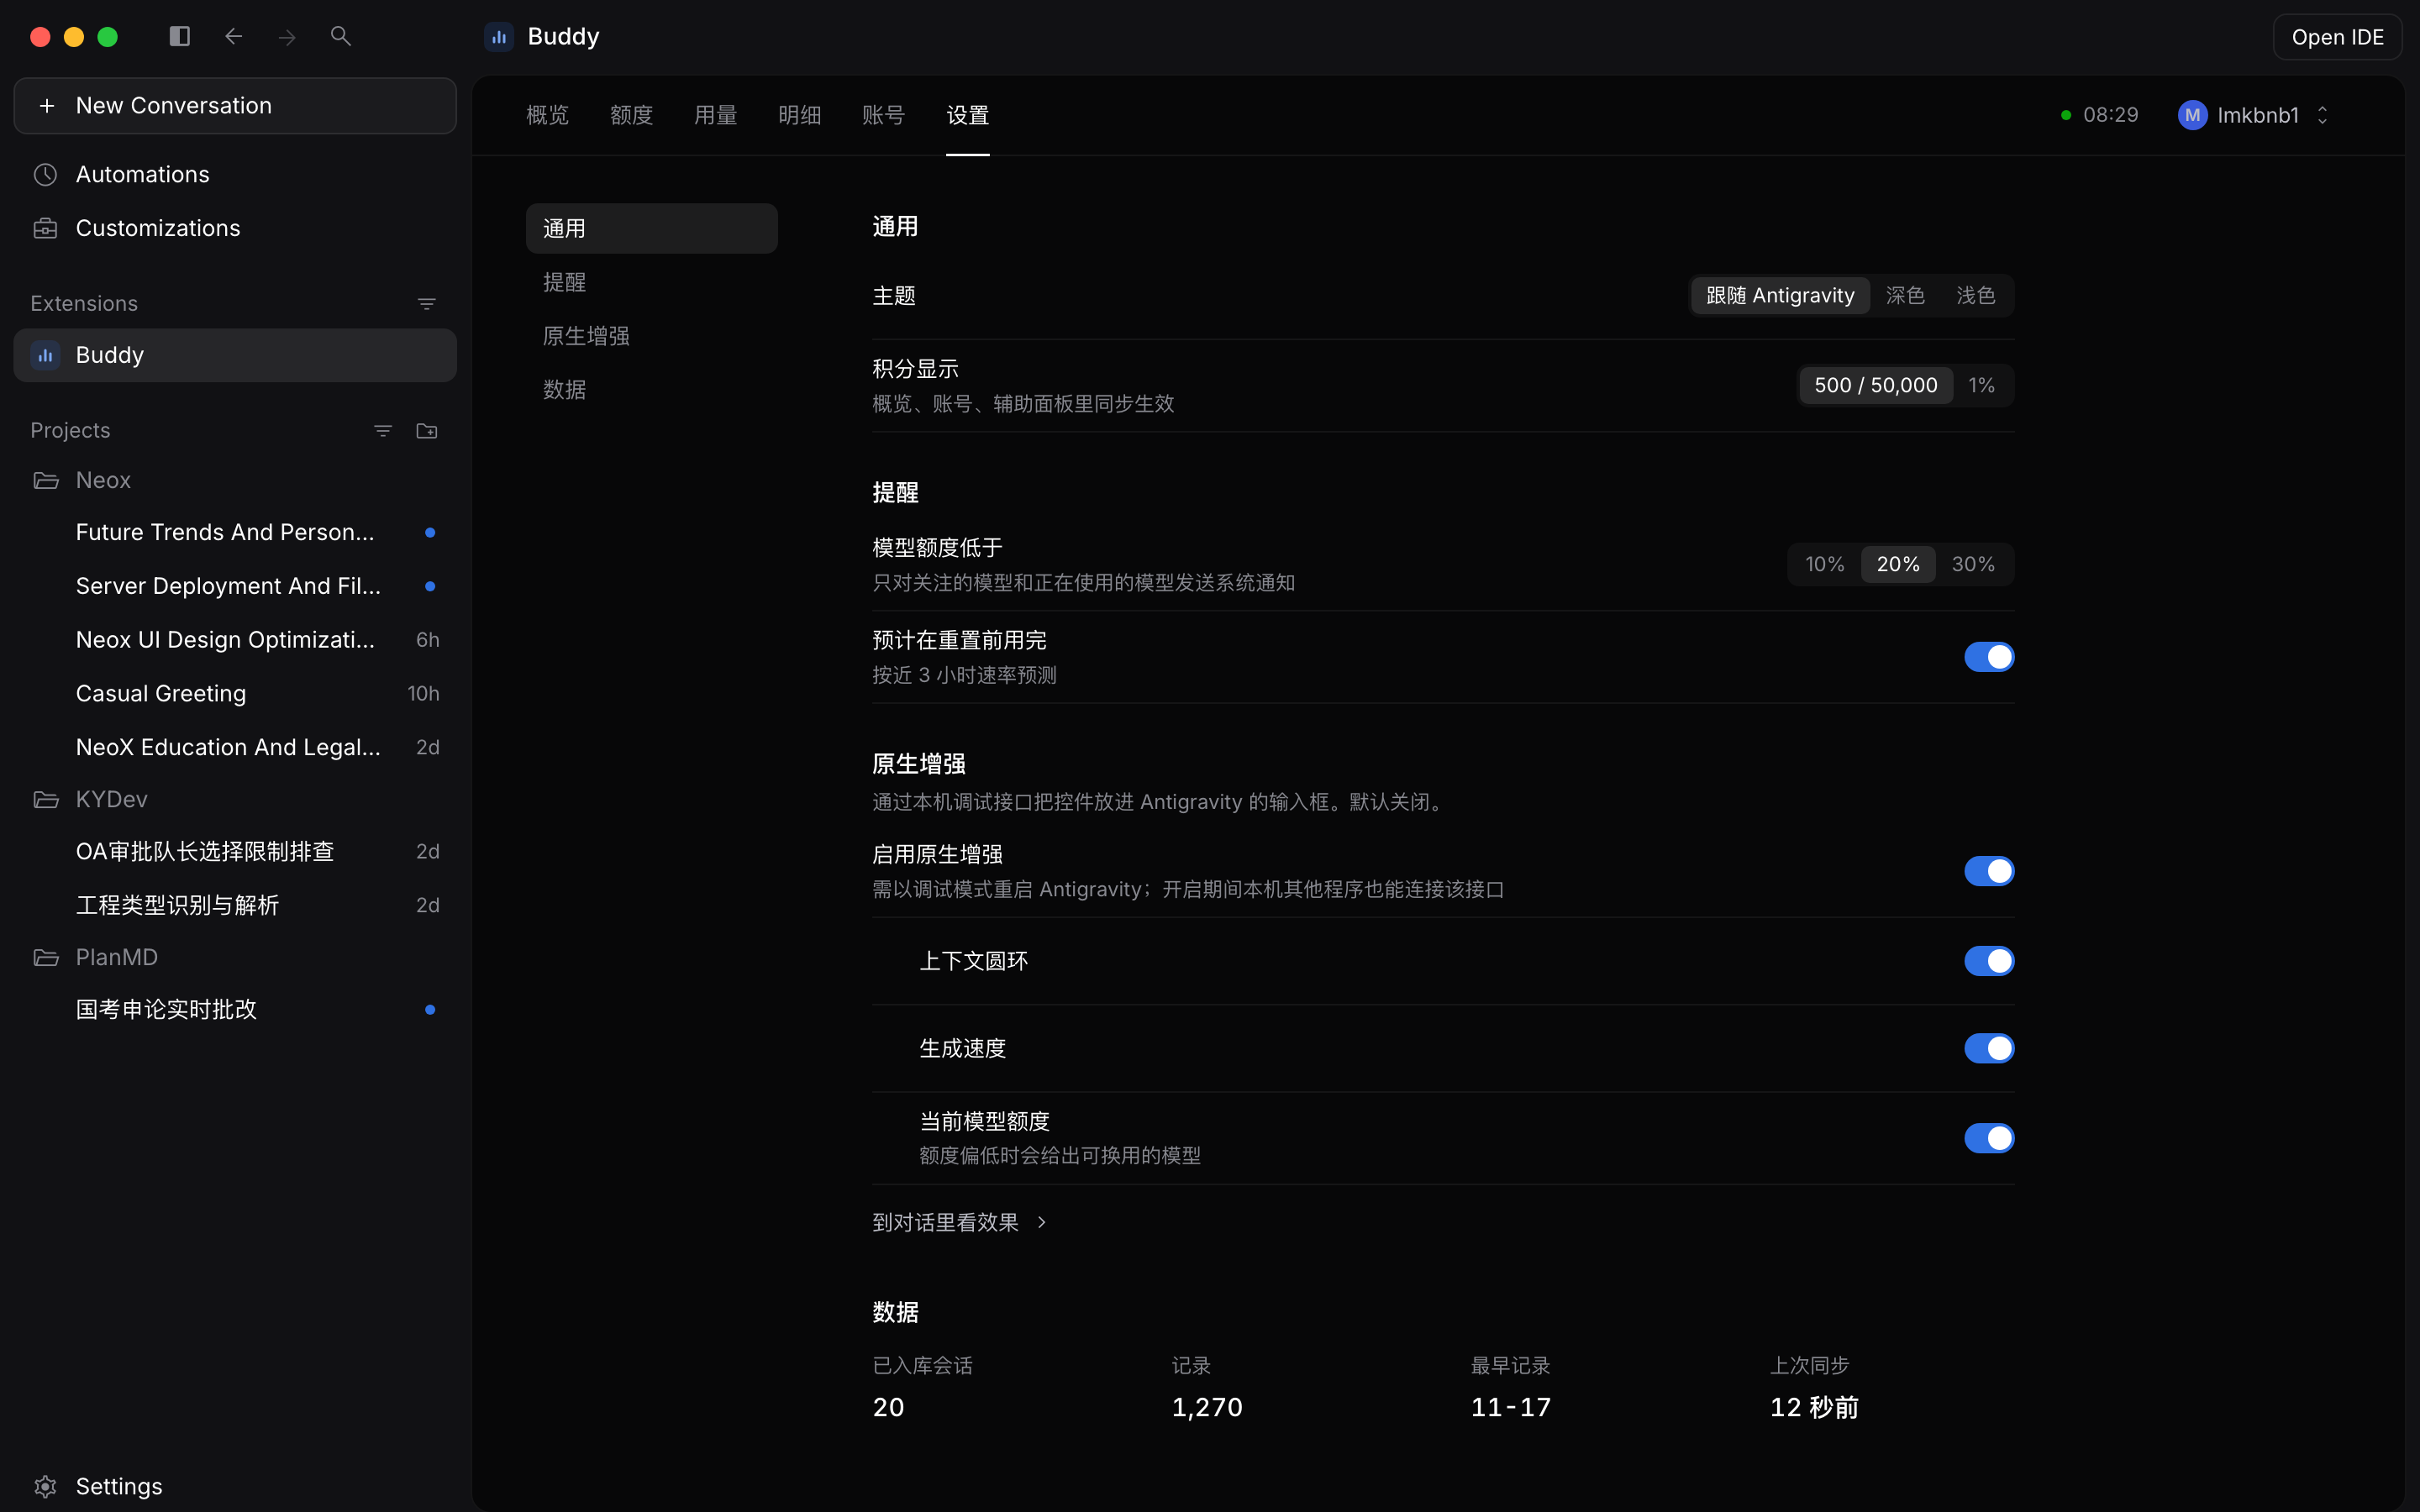 Buddy
Open IDE
New Conversation
Automations
Customizations
Extensions
Buddy
Projects
Neox
Future Trends And Person...
Server Deployment And Fil...
Neox UI Design Optimizati... 6h
Casual Greeting 10h
NeoX Education And Legal... 2d
KYDev
OA审批队长选择限制排查 2d
工程类型识别与解析 2d
PlanMD
国考申论实时批改
Settings
概览 额度 用量 明细 账号 设置
08:29 M lmkbnb1
通用
提醒
原生增强
数据
通用
主题 跟随 Antigravity 深色 浅色
积分显示 500 / 50,000 1%
概览、账号、辅助面板里同步生效
提醒
模型额度低于 10% 20% 30%
只对关注的模型和正在使用的模型发送系统通知
预计在重置前用完
按近 3 小时速率预测
原生增强
通过本机调试接口把控件放进 Antigravity 的输入框。默认关闭。
启用原生增强
需以调试模式重启 Antigravity；开启期间本机其他程序也能连接该接口
上下文圆环
生成速度
当前模型额度
额度偏低时会给出可换用的模型
到对话里看效果
数据
已入库会话 记录 最早记录 上次同步
20 1,270 11-17 12 秒前